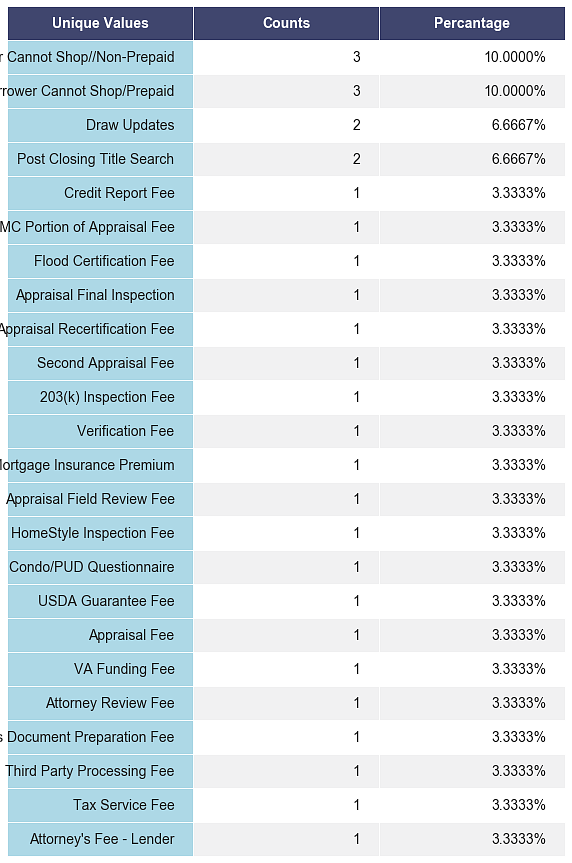 Unique Values Counts Percantage
Cannot Shop//Non-Prepaid 3 10.0000%
Cannot Shop/Prepaid 3 10.0000%
Draw Updates 2 6.6667%
Post Closing Title Search 2 6.6667%
Credit Report Fee 1 3.3333%
Portion of Appraisal Fee 1 3.3333%
Flood Certification Fee 1 3.3333%
Appraisal Final Inspection 1 3.3333%
Appraisal Recertification Fee 1 3.3333%
Second Appraisal Fee 1 3.3333%
203(k) Inspection Fee 1 3.3333%
Verification Fee 1 3.3333%
Insurance Premium 1 3.3333%
Appraisal Field Review Fee 1 3.3333%
HomeStyle Inspection Fee 1 3.3333%
Condo/PUD Questionnaire 1 3.3333%
USDA Guarantee Fee 1 3.3333%
Appraisal Fee 1 3.3333%
VA Funding Fee 1 3.3333%
Attorney Review Fee 1 3.3333%
Document Preparation Fee 1 3.3333%
Third Party Processing Fee 1 3.3333%
Tax Service Fee 1 3.3333%
Attorney's Fee - Lender 1 3.3333%